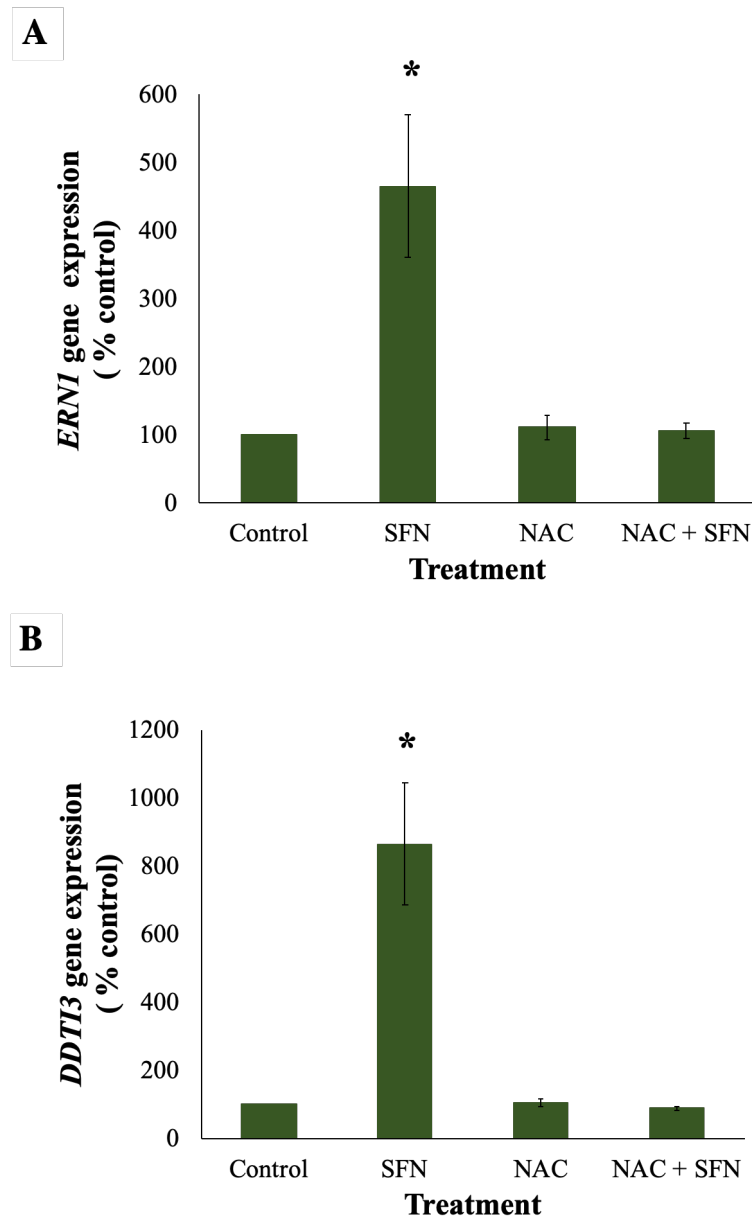 A
*
600
500
400
300
200
100
0
ERN1 gene expression
( % control)
Control SFN NAC NAC + SFN
Treatment
B
*
1200
1000
800
600
400
200
0
DDTI3 gene expression
( % control)
Control SFN NAC NAC + SFN
Treatment